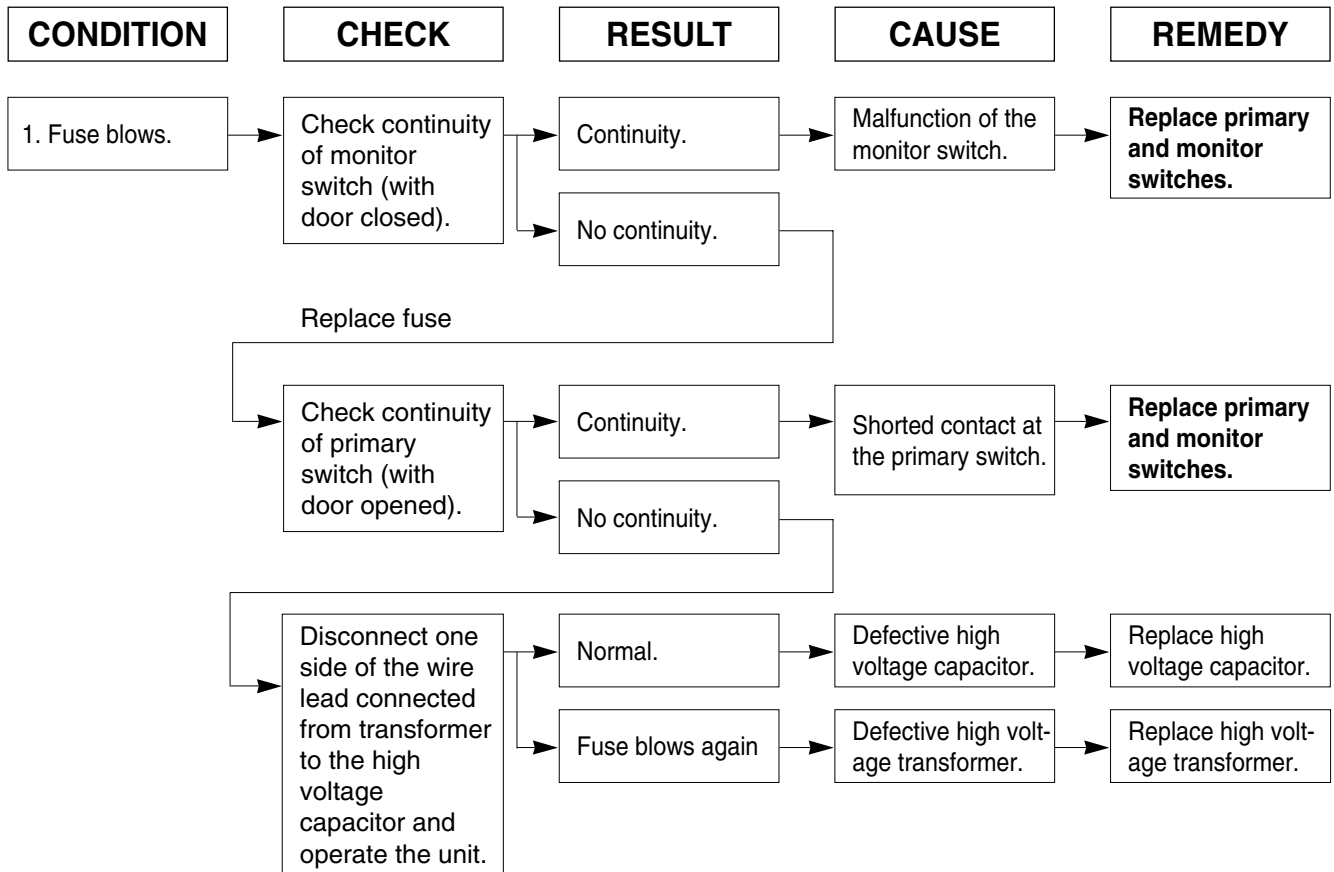 CONDITION
CHECK
RESULT
CAUSE
REMEDY
1. Fuse blows.
Check continuity
of monitor
switch (with
door closed).
Continuity.
Malfunction of the
monitor switch.
Replace primary
and monitor
switches.
No continuity.
Replace fuse
Check continuity
of primary
switch (with
door opened).
Continuity.
Shorted contact at
the primary switch.
Replace primary
and monitor
switches.
No continuity.
Disconnect one
side of the wire
lead connected
from transformer
to the high
voltage
capacitor and
operate the unit.
Normal.
Defective high
voltage capacitor.
Replace high
voltage capacitor.
Fuse blows again
Defective high volt-
age transformer.
Replace high volt-
age transformer.